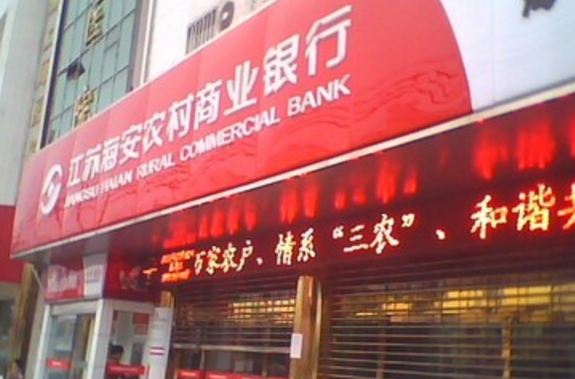 江苏海安农村商业银行
JIANGSU HAIAN RURAL COMMERCIAL BANK
万家农户、情系“三农”、和谐共